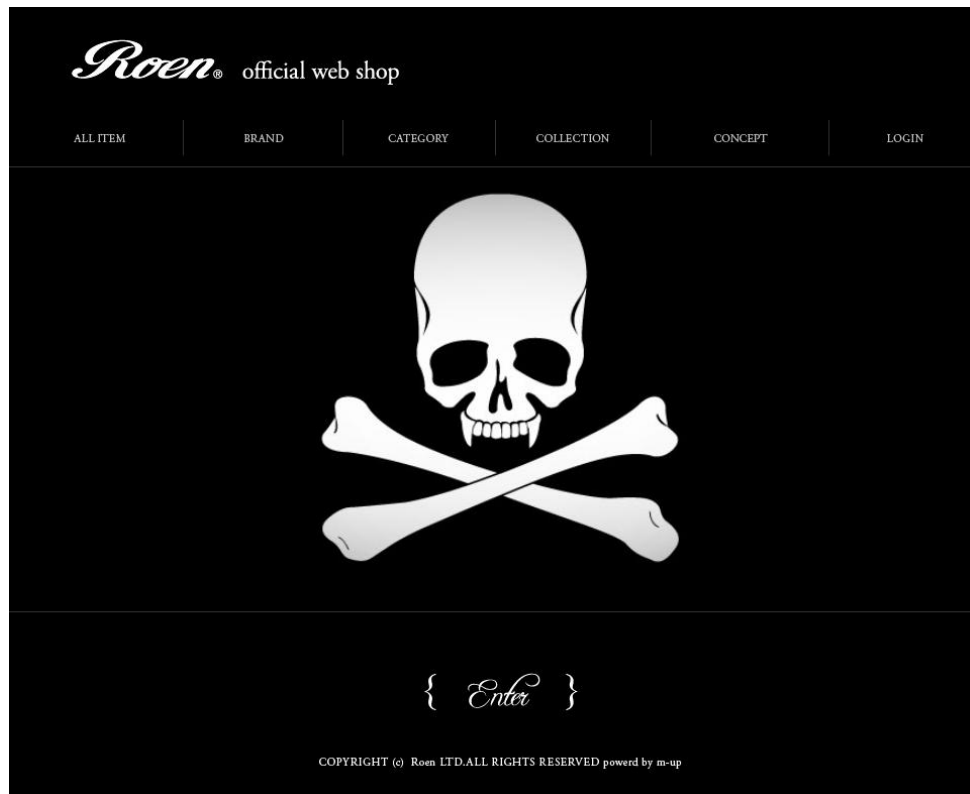 Roen® official web shop
ALL ITEM BRAND CATEGORY COLLECTION CONCEPT LOGIN
{ Enter }
COPYRIGHT (c) Roen LTD.ALL RIGHTS RESERVED powerd by m-up